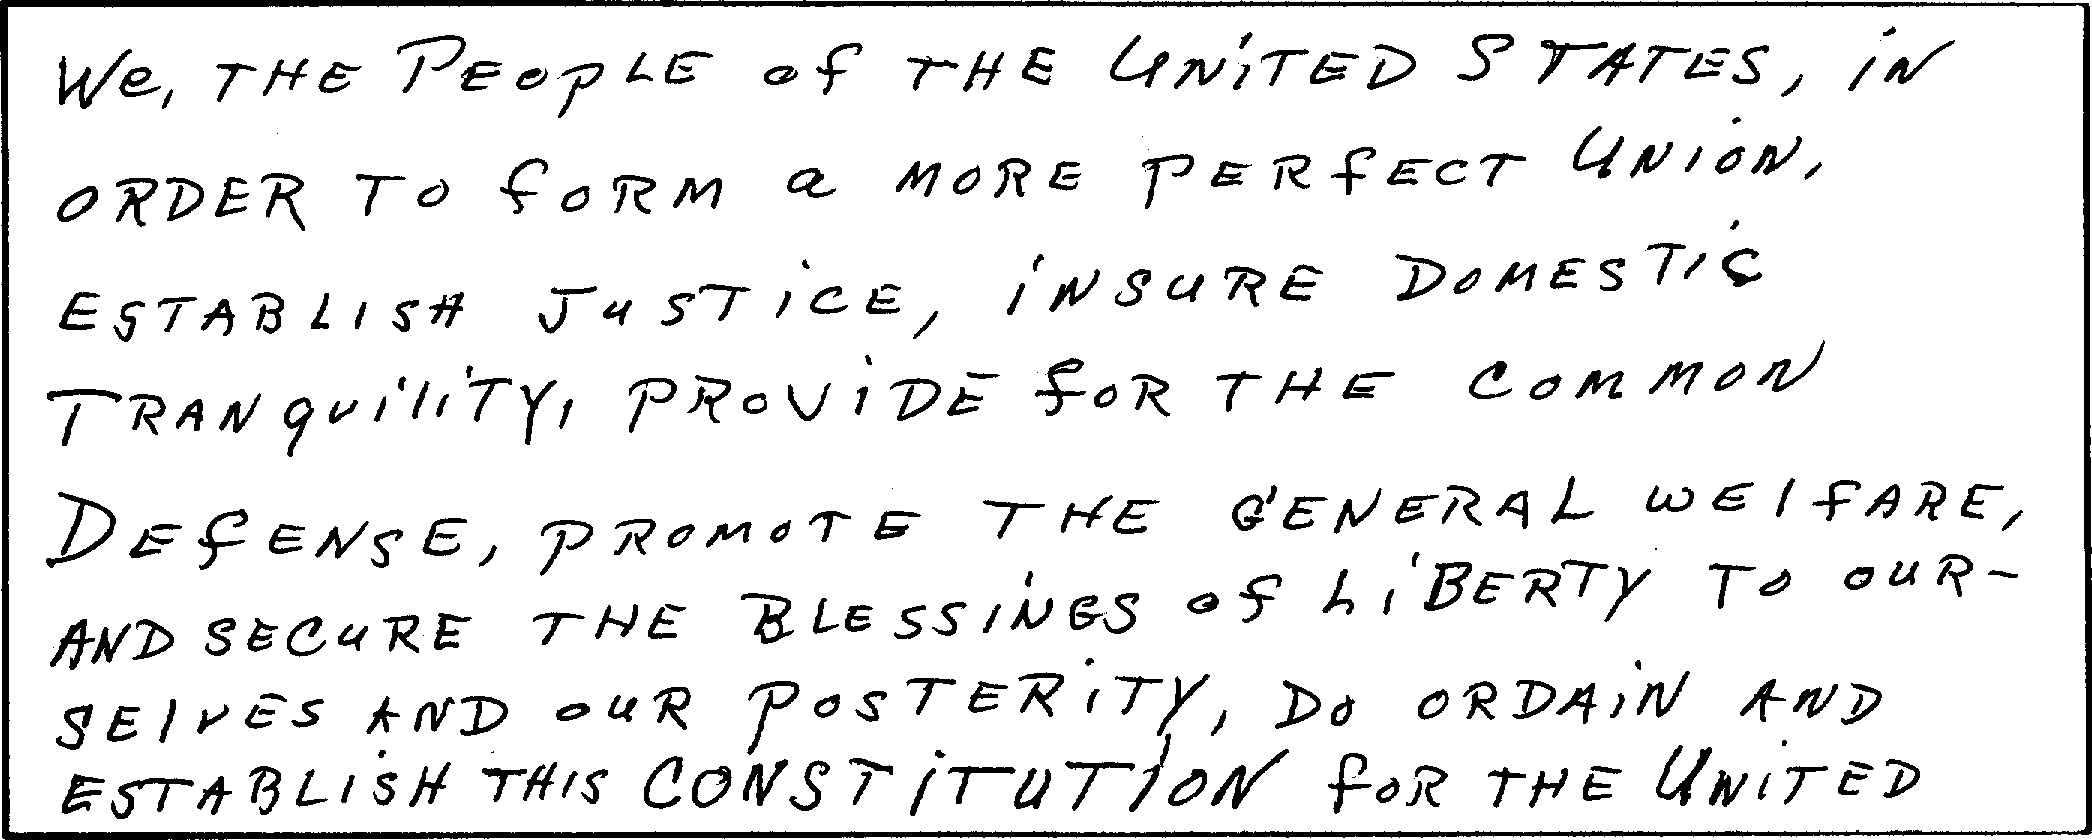 We, THE PEOPLE of THE UNiTED STATES, iN
ORDER TO fORM a MORE PERfECT UNiON,
ESTABLISH JUSTiCE, iNSURE DOMESTiC
TRANquiliTY, PROViDE fOR THE COMMON
DEfENSE, PROMOTE THE GENERAL WElfARE,
AND SECURE THE BLESSiNGS of LiBERTY TO OUR-
SElVES AND OUR POSTERiTY, DO ORDAiN AND
ESTABLiSH THIS CONSTiTUTiON fOR THE UNiTED